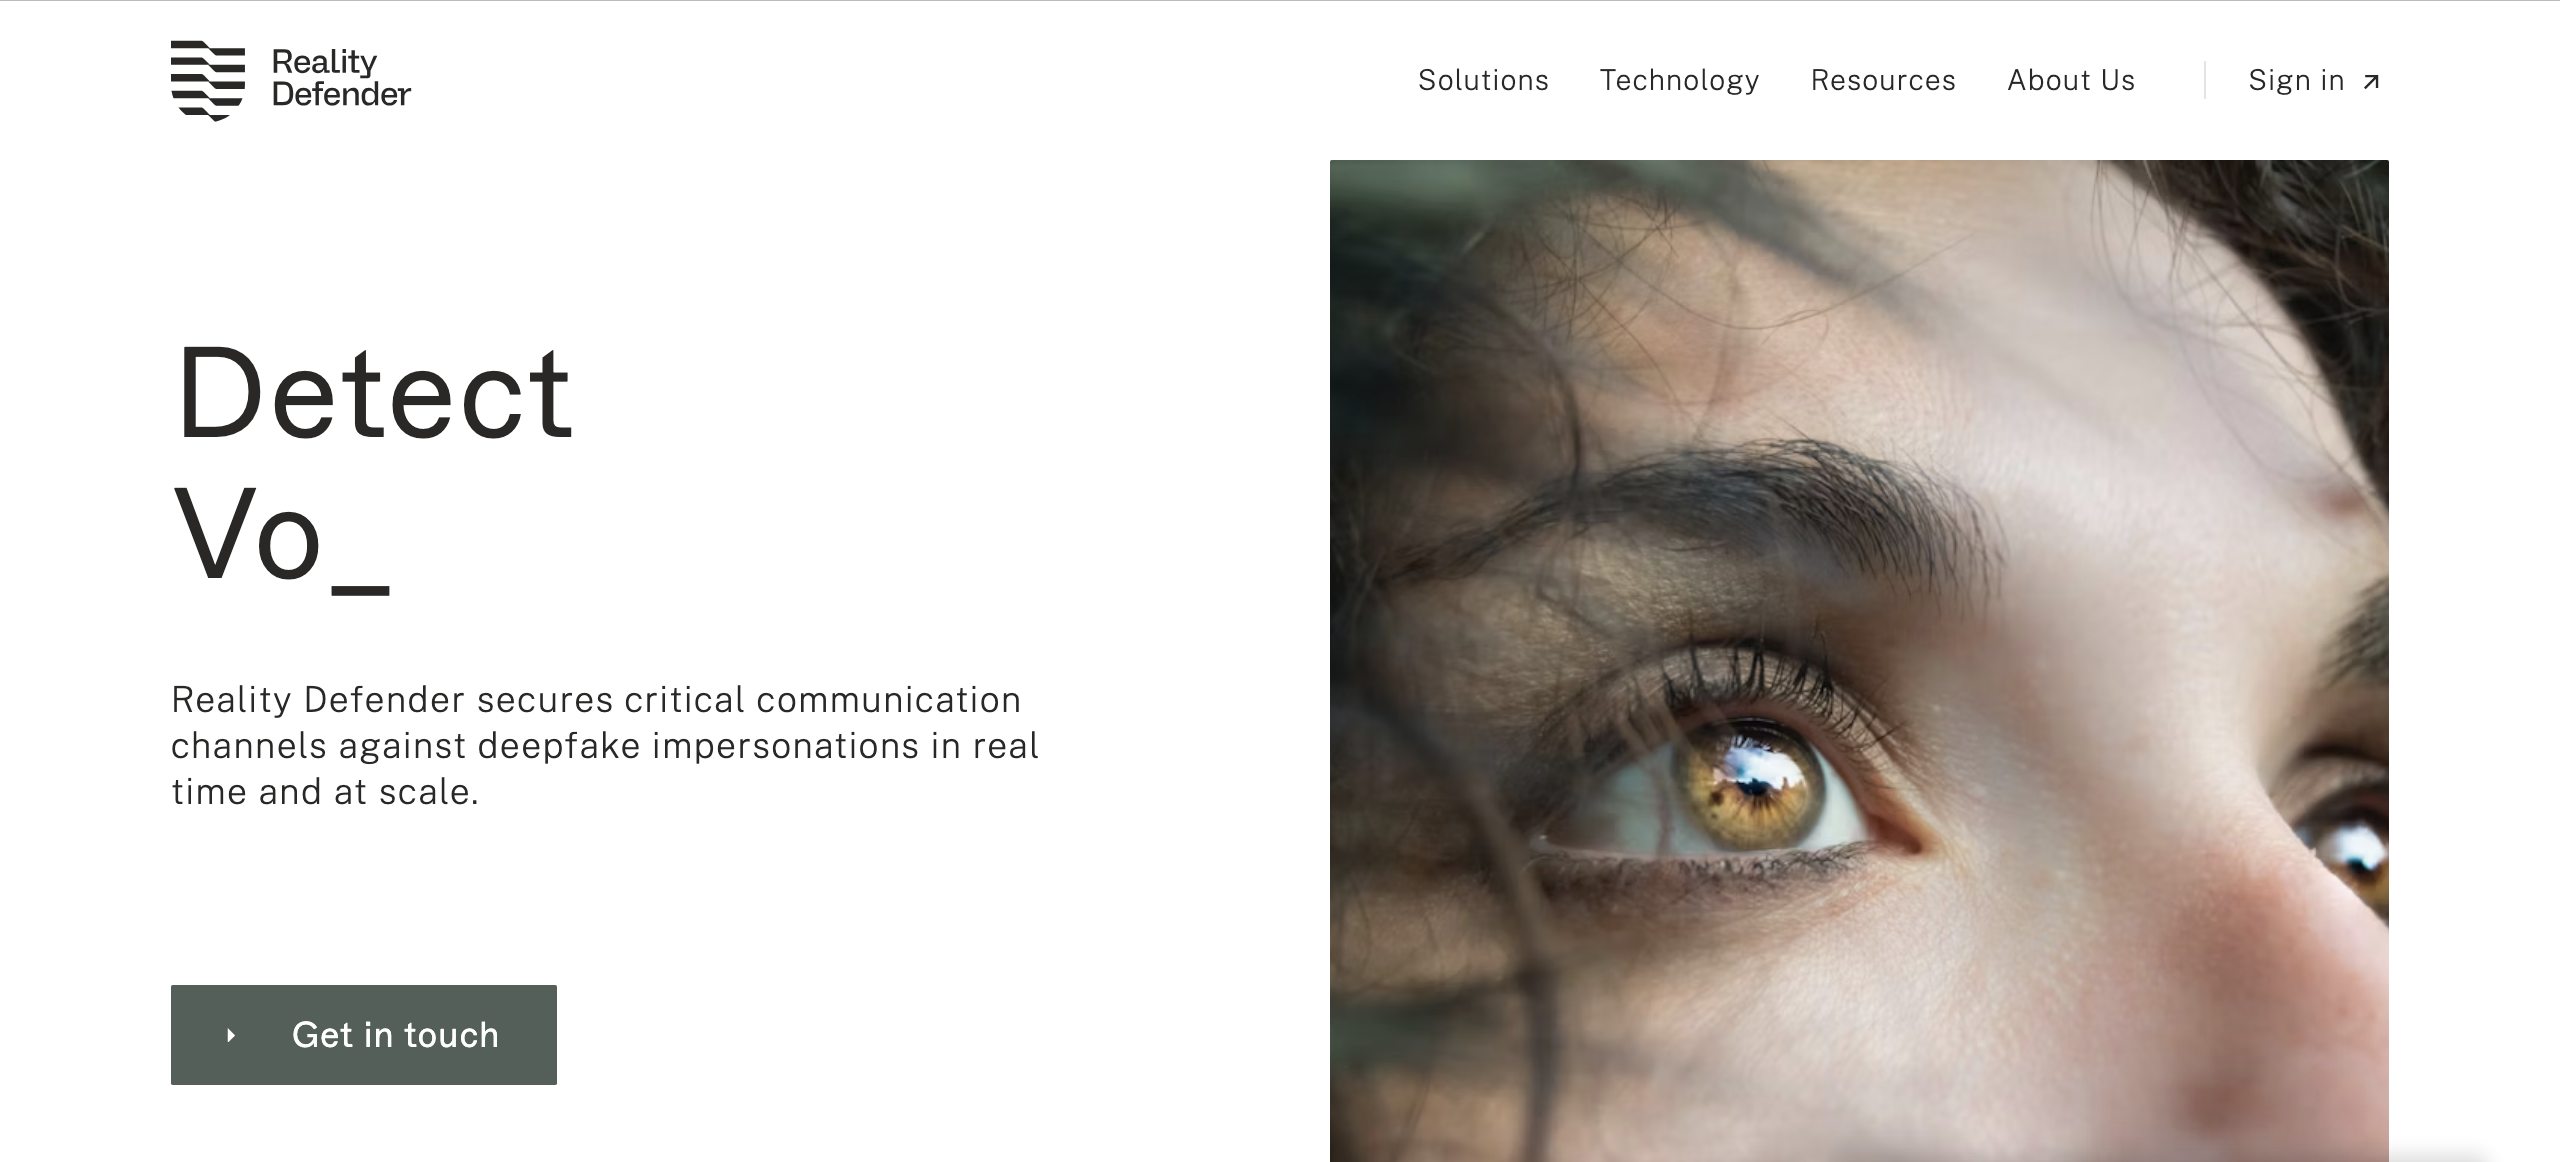 Reality
Defender
Solutions
Technology
Resources
About Us
Sign in
Detect
Vo_
Reality Defender secures critical communication
channels against deepfake impersonations in real
time and at scale.
Get in touch